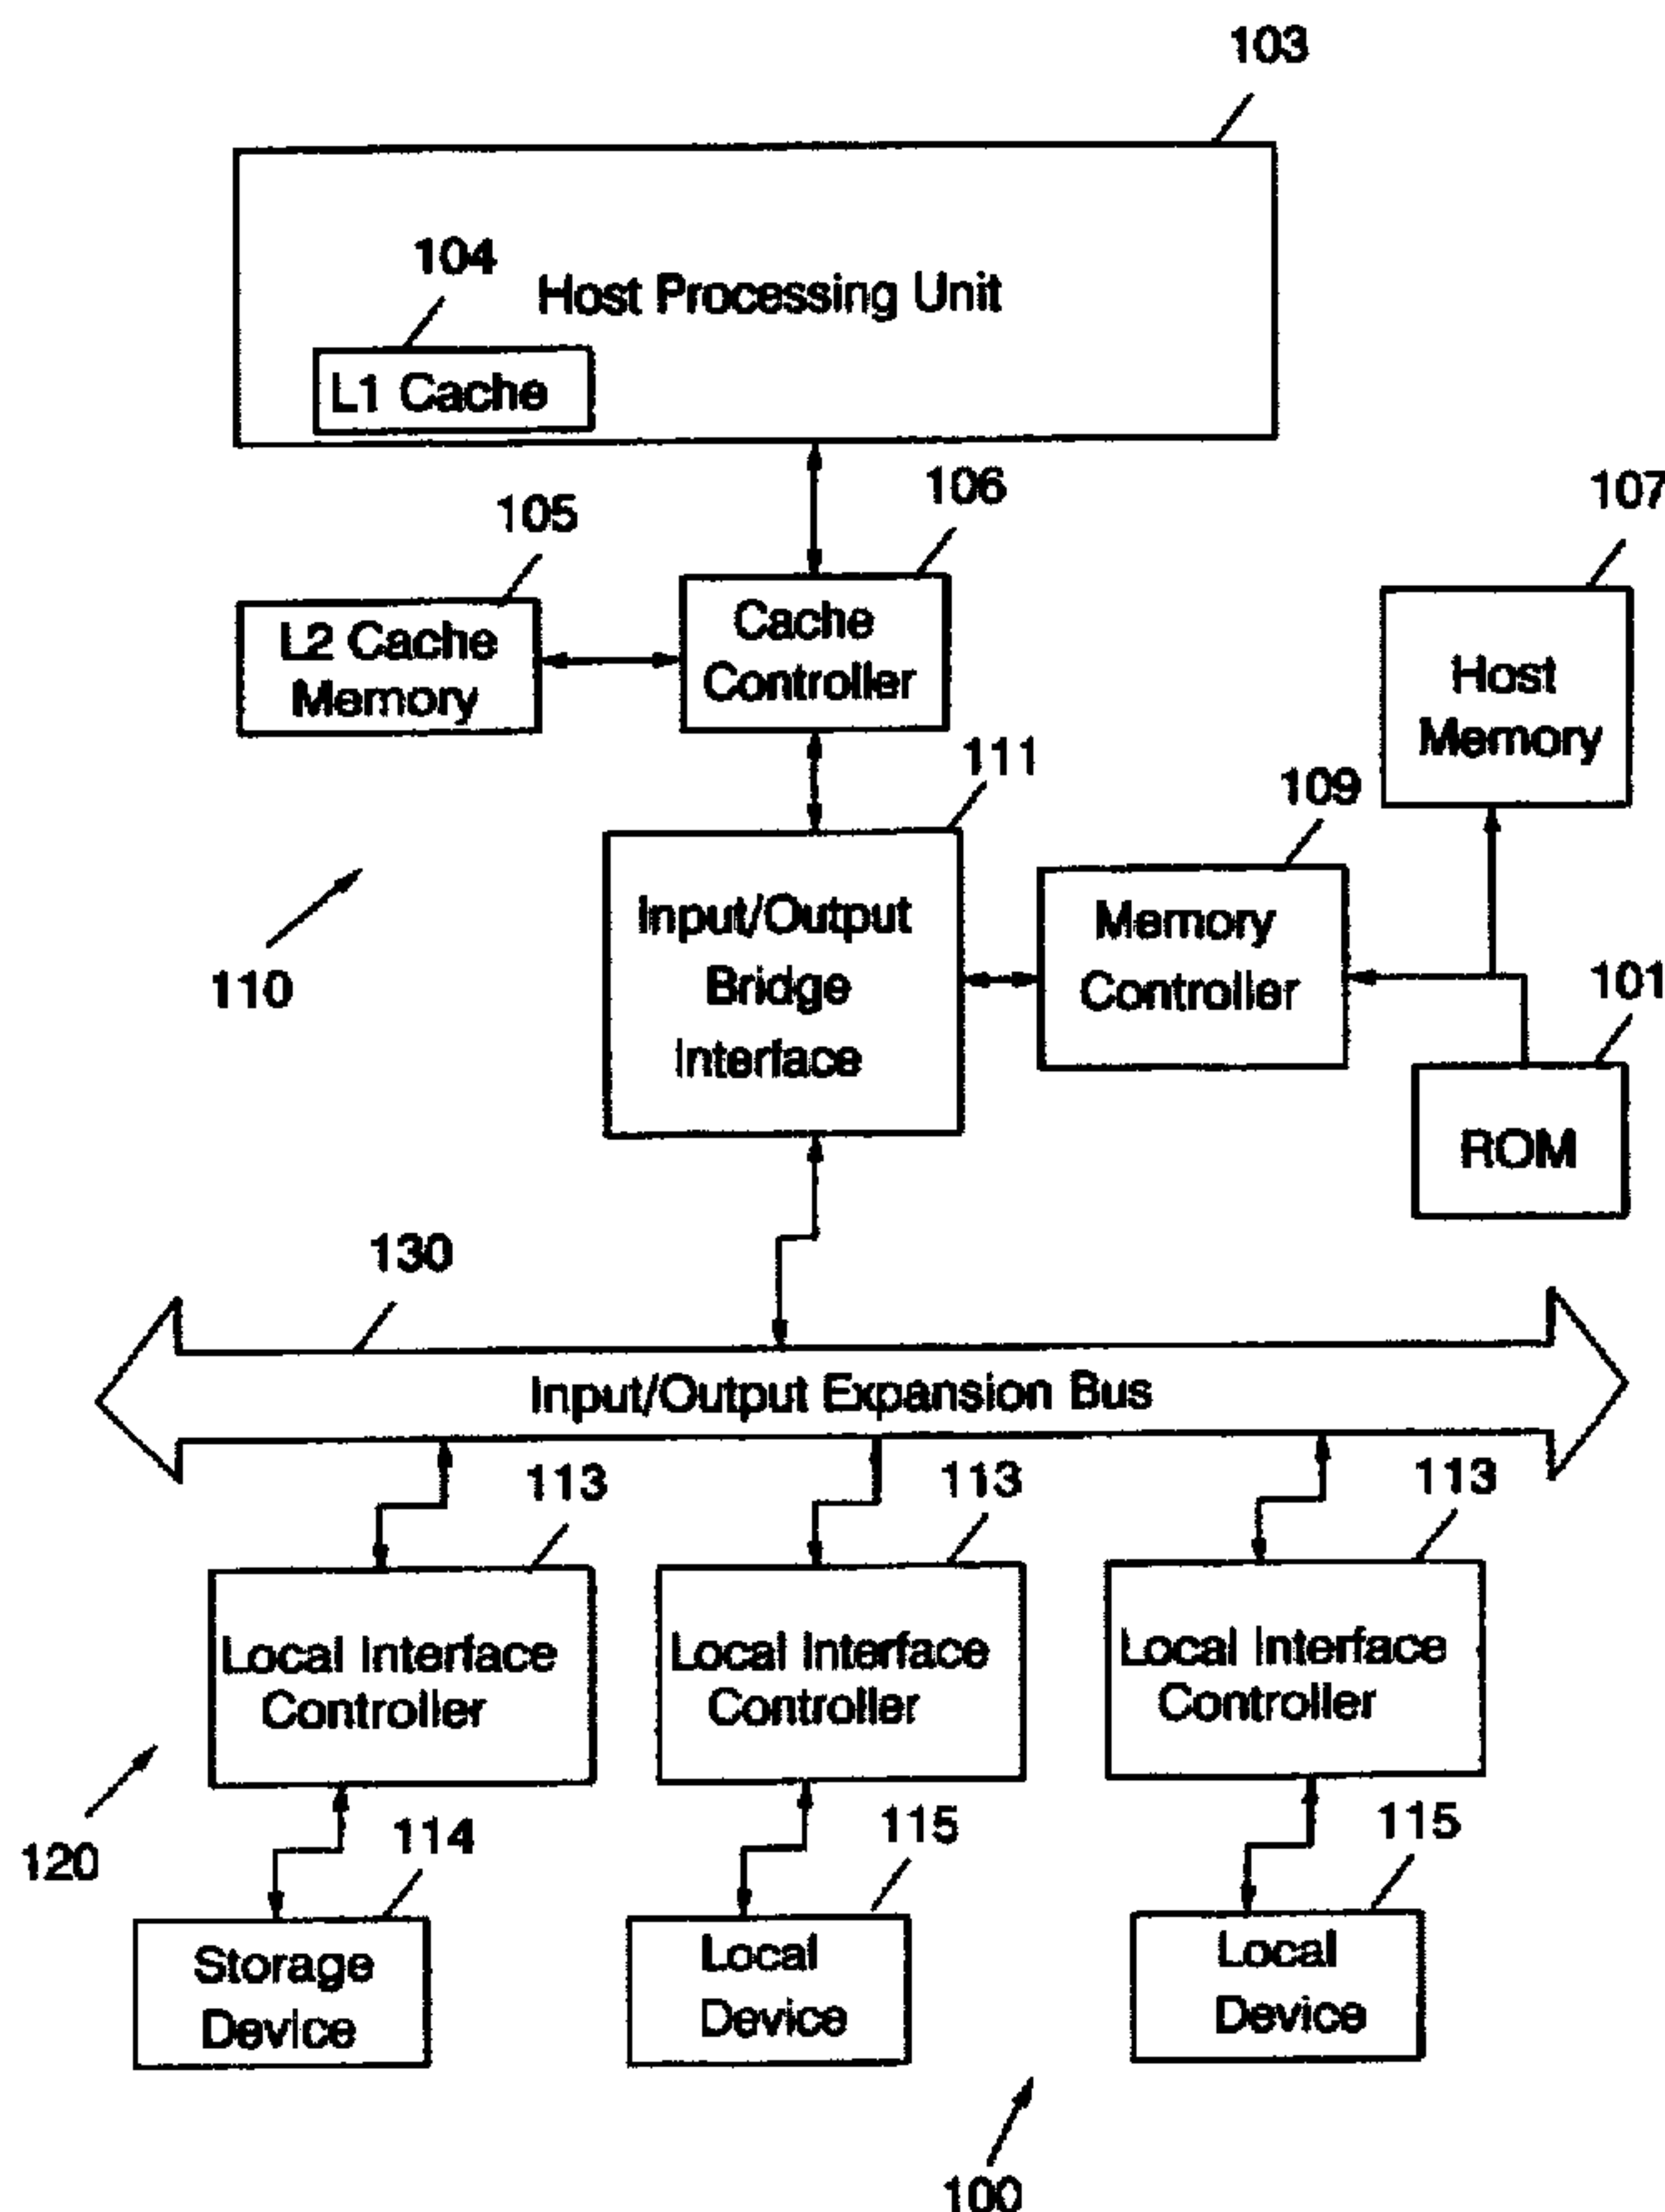 103
104
Host Processing Unit
L1 Cache
105
106
107
L2 Cache
Memory
Cache
Controller
Host
Memory
111
109
Input/Output
Bridge
Interface
Memory
Controller
110
101
ROM
130
Input/Output Expansion Bus
113
113
113
Local Interface
Controller
Local Interface
Controller
Local Interface
Controller
120
114
115
115
Storage
Device
Local
Device
Local
Device
100